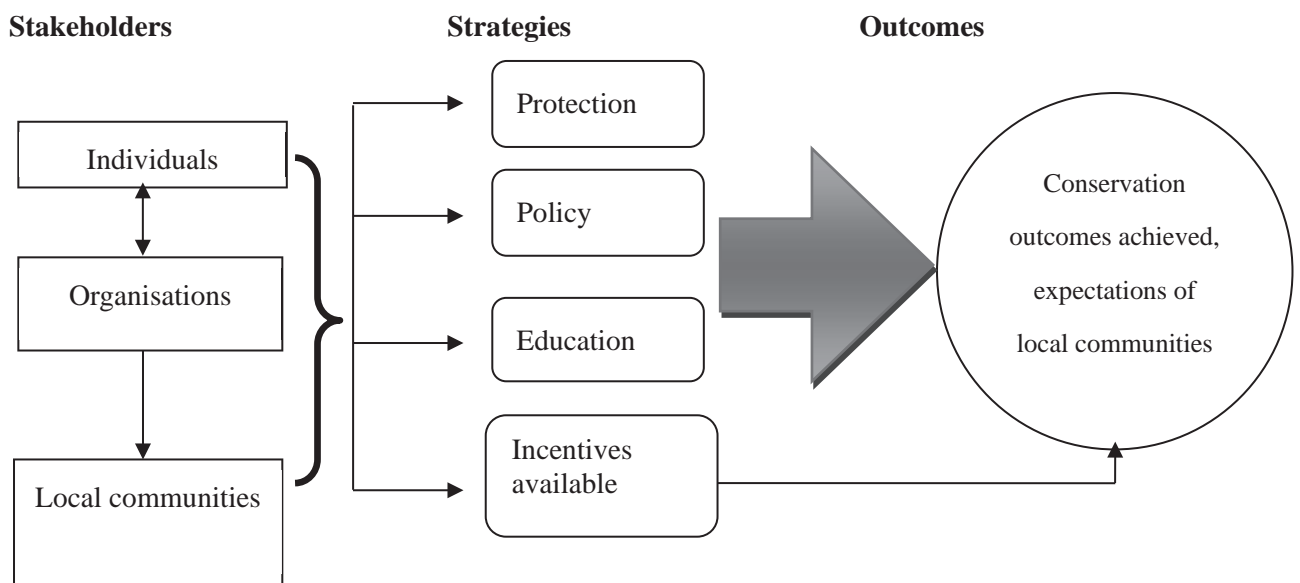 Stakeholders
Strategies
Outcomes
Individuals
Organisations
Local communities
Protection
Policy
Education
Incentives
available
Conservation
outcomes achieved,
expectations of
local communities